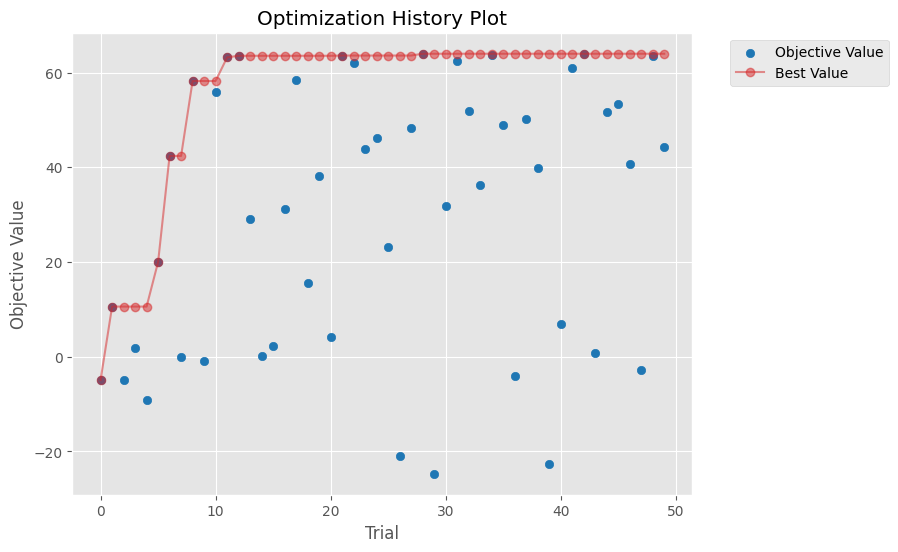 Optimization History Plot
Objective Value
Best Value
Objective Value
60
40
20
0
−20
0 10 20 30 40 50
Trial